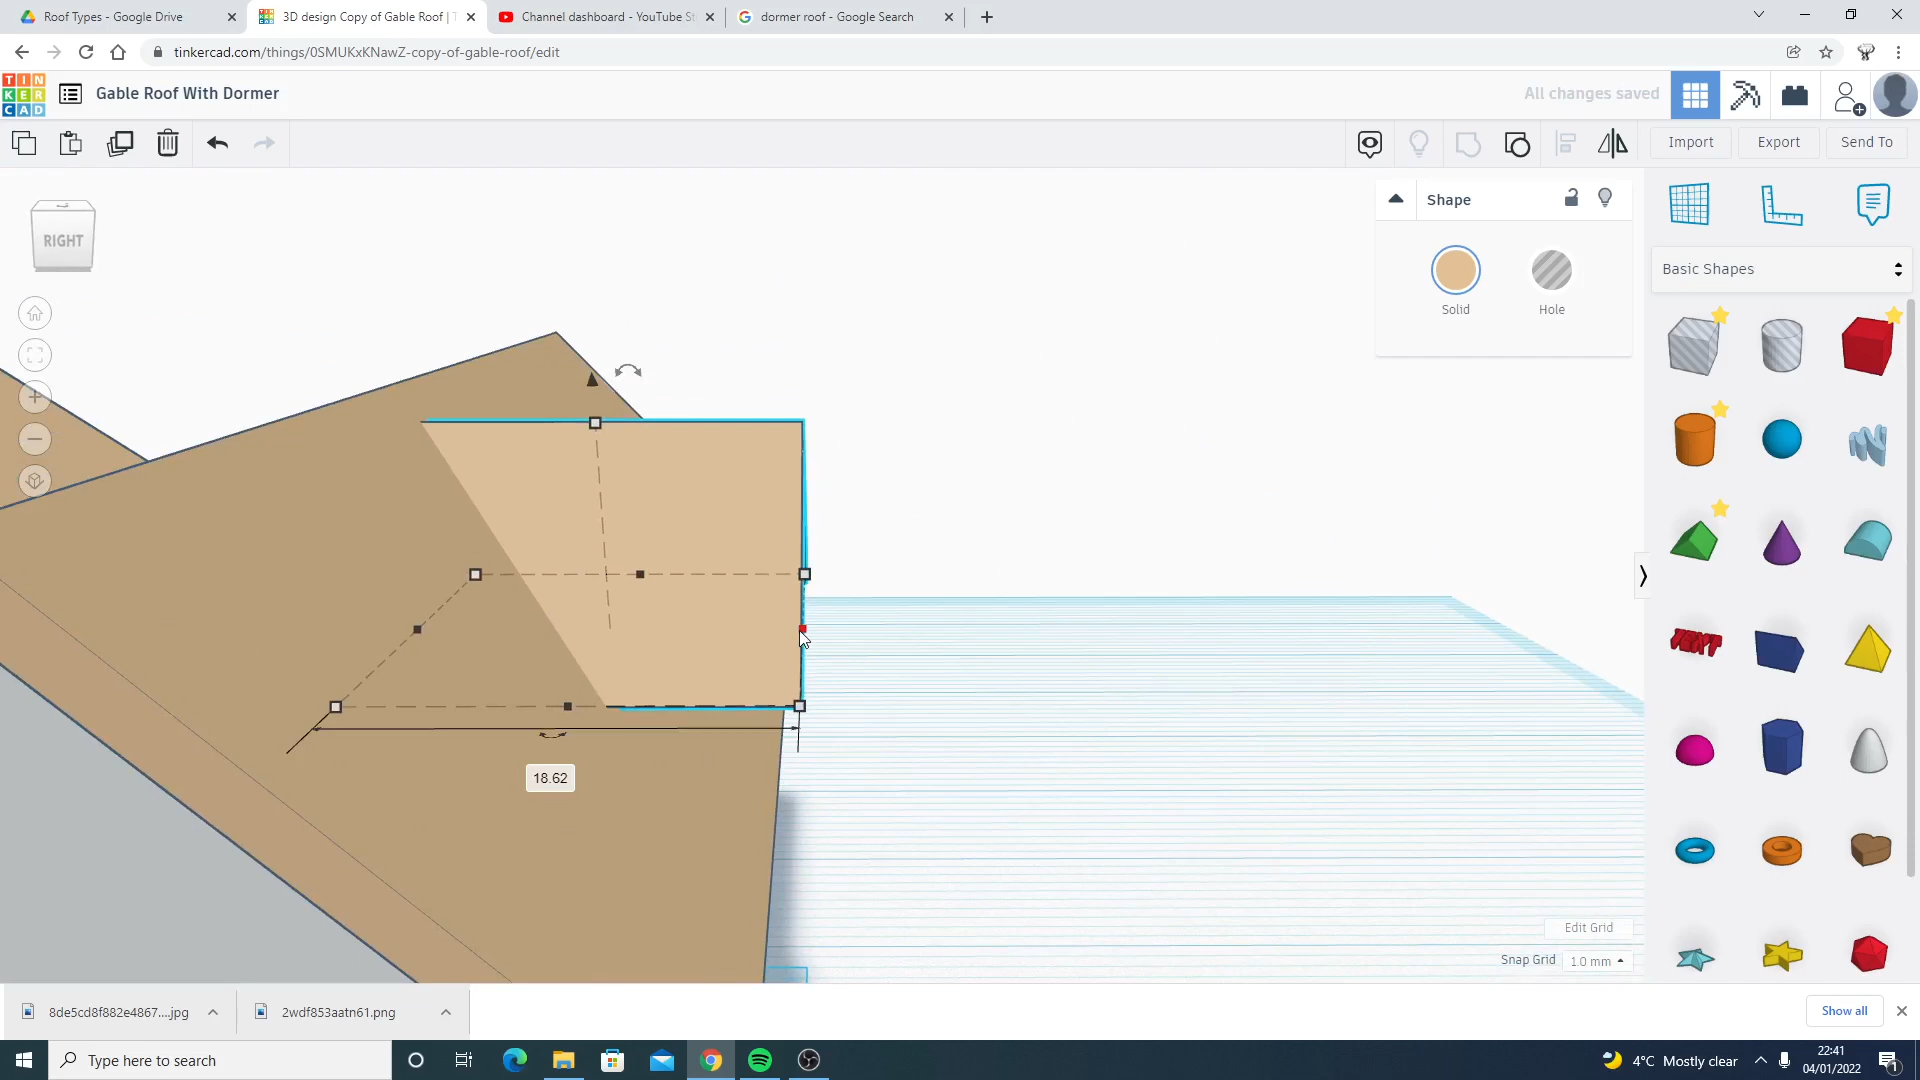 Roof Types - Google Drive
3D design Copy of Gable Roof | T
Channel dashboard - YouTube St
dormer roof - Google Search
tinkercad.com/things/0SMUKxKNawZ-copy-of-gable-roof/edit
TIN
KER
CAD
Gable Roof With Dormer
All changes saved
Import
Export
Send To
RIGHT
Shape
Solid
Hole
Basic Shapes
TEXT
18.62
Edit Grid
Snap Grid
1.0 mm
8de5cd8f882e4867....jpg
2wdf853aatn61.png
Show all
Type here to search
4°C Mostly clear
22:41
04/01/2022
1